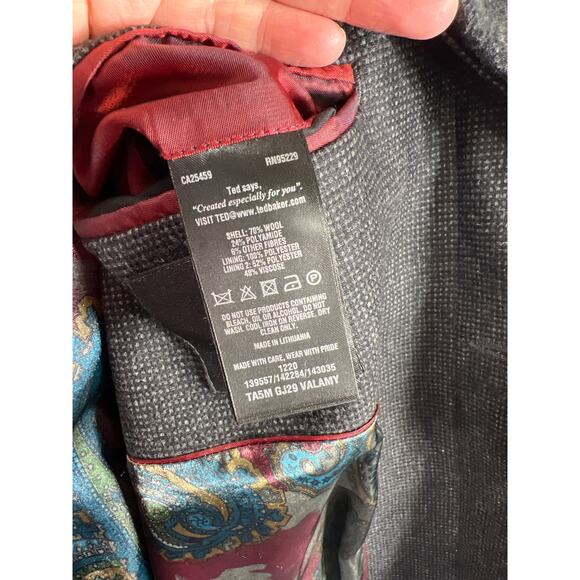 CA25459 RN95229
Ted says,
"Created especially for you".
VISIT TED@www.tedbaker.com
SHELL: 70% WOOL
24% POLYAMIDE
6% OTHER FIBRES
LINING: 100% POLYESTER
LINING 2: 52% POLYESTER
48% VISCOSE
P
DO NOT USE PRODUCTS CONTAINING
BLEACH, OIL OR ALCOHOL. DO NOT
WASH. COOL IRON ON REVERSE. DRY
CLEAN ONLY.
MADE IN LITHUANIA
MADE WITH CARE, WEAR WITH PRIDE
1220
139557/142284/143035
TA5M GJ29 VALAMY